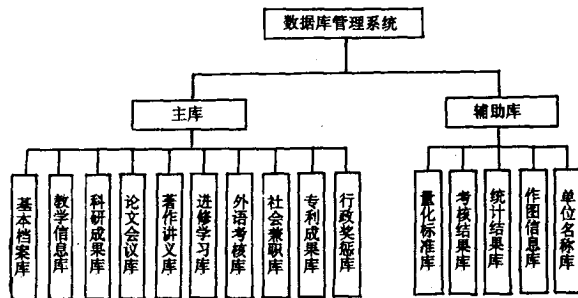 数据库管理系统
主库
辅助库
基本档案库
教学信息库
科研成果库
论文会议库
著作讲义库
进修学习库
外语考核库
社会兼职库
专利成果库
行政奖惩库
量化标准库
考核结果库
统计结果库
作图信息库
单位名称库